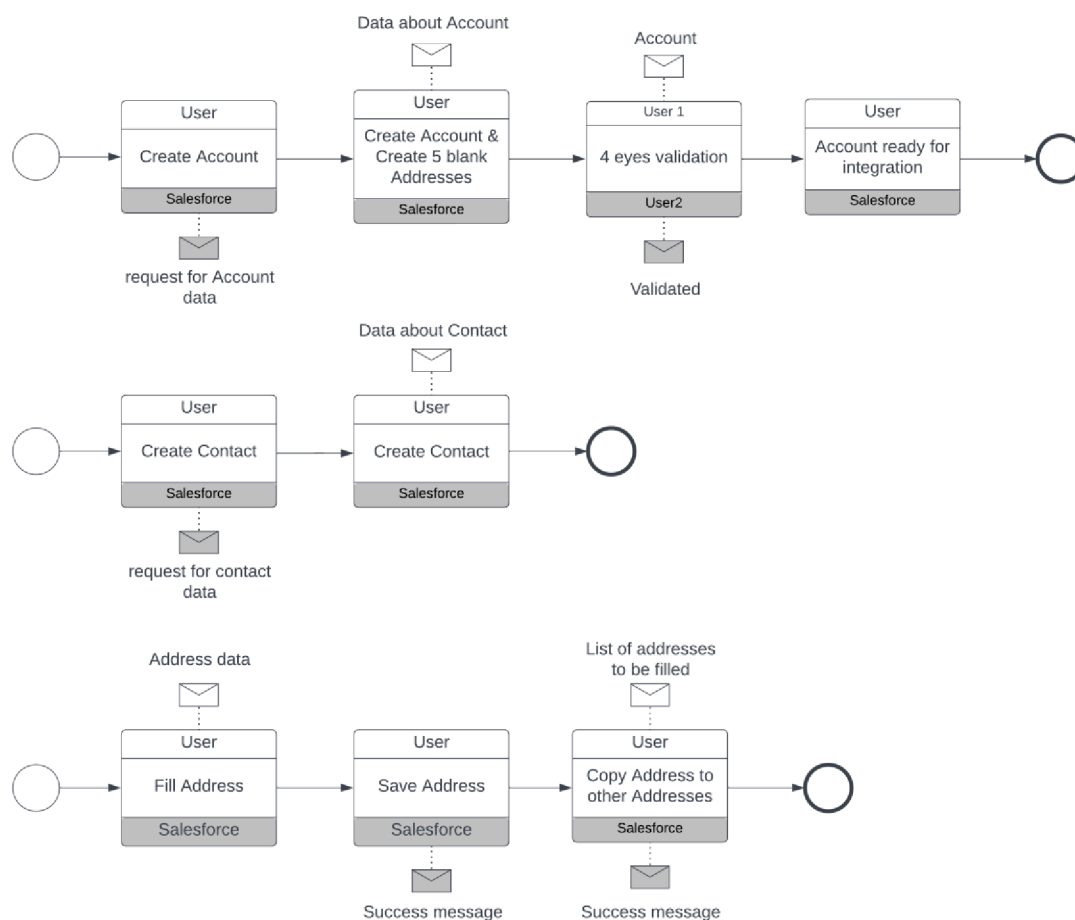 Data about Account
Account
User
User
User 1
User
Create Account
Create Account &
Create 5 blank
Addresses
4 eyes validation
Account ready for
integration
Salesforce
Salesforce
User2
Salesforce
request for Account
data
Validated
Data about Contact
User
User
Create Contact
Create Contact
Salesforce
Salesforce
request for contact
data
Address data
List of addresses
to be filled
User
User
User
Fill Address
Save Address
Copy Address to
other Addresses
Salesforce
Salesforce
Salesforce
Success message
Success message